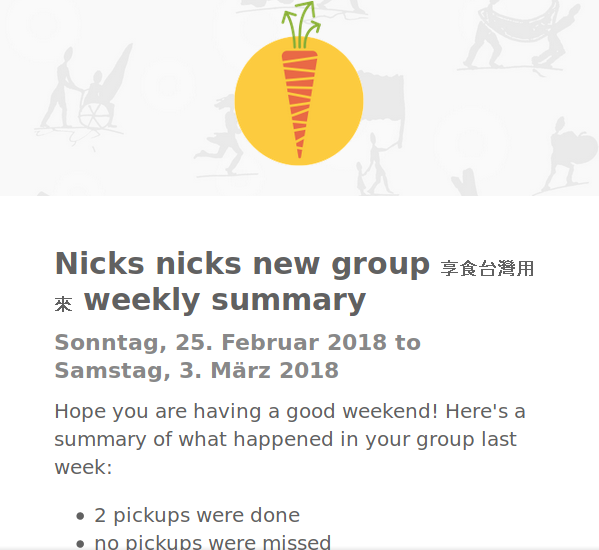 Nicks nicks new group 享食台灣用
來 weekly summary
Sonntag, 25. Februar 2018 to
Samstag, 3. März 2018
Hope you are having a good weekend! Here's a
summary of what happened in your group last
week:
• 2 pickups were done
• no pickups were missed